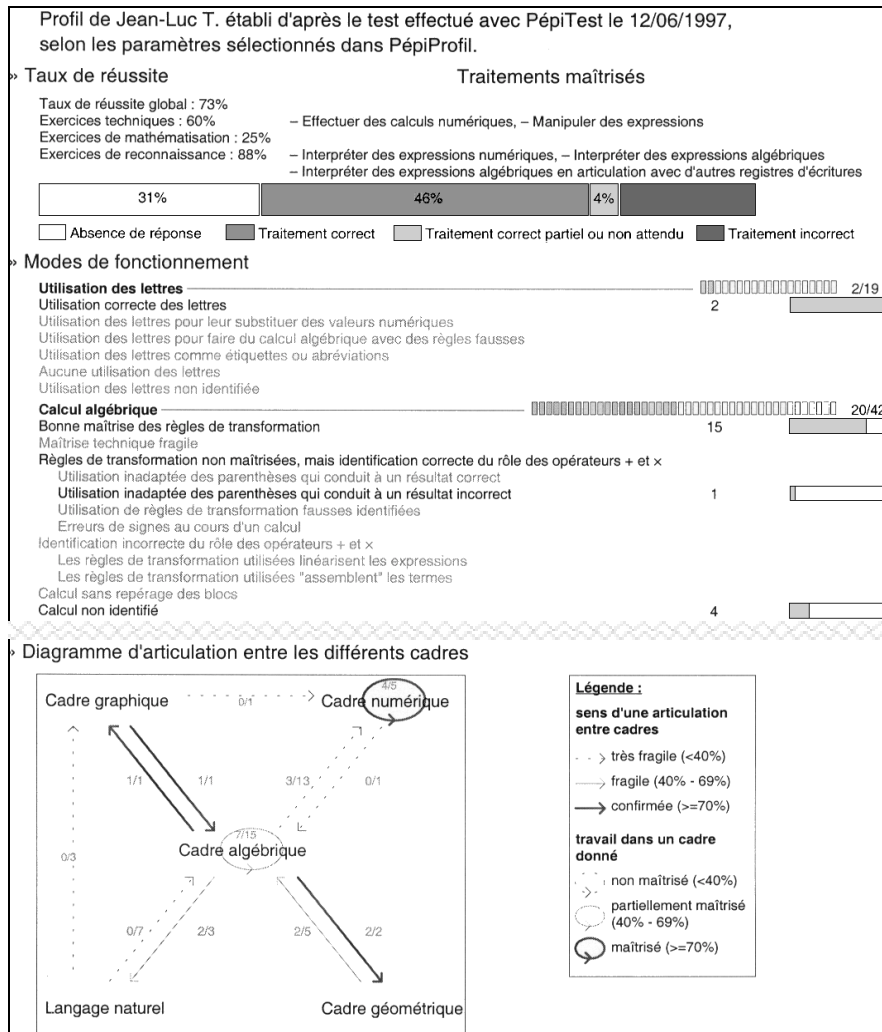 Profil de Jean-Luc T. établi d'après le test effectué avec PépiTest le 12/06/1997,
selon les paramètres sélectionnés dans PépiProfil.
» Taux de réussite Traitements maîtrisés
Taux de réussite global : 73%
Exercices techniques : 60% – Effectuer des calculs numériques, – Manipuler des expressions
Exercices de mathématisation : 25%
Exercices de reconnaissance : 88% – Interpréter des expressions numériques, – Interpréter des expressions algébriques
– Interpréter des expressions algébriques en articulation avec d'autres registres d'écritures
31% 46% 4%
Absence de réponse Traitement correct Traitement correct partiel ou non attendu Traitement incorrect
» Modes de fonctionnement
Utilisation des lettres 2/19
Utilisation correcte des lettres 2
Utilisation des lettres pour leur substituer des valeurs numériques
Utilisation des lettres pour faire du calcul algébrique avec des règles fausses
Utilisation des lettres comme étiquettes ou abréviations
Aucune utilisation des lettres
Utilisation des lettres non identifiée
Calcul algébrique 20/42
Bonne maîtrise des règles de transformation 15
Maîtrise technique fragile
Règles de transformation non maîtrisées, mais identification correcte du rôle des opérateurs + et ×
Utilisation inadaptée des parenthèses qui conduit à un résultat correct
Utilisation inadaptée des parenthèses qui conduit à un résultat incorrect 1
Utilisation de règles de transformation fausses identifiées
Erreurs de signes au cours d'un calcul
Identification incorrecte du rôle des opérateurs + et ×
Les règles de transformation utilisées linéarisent les expressions
Les règles de transformation utilisées "assemblent" les termes
Calcul sans repérage des blocs
Calcul non identifié 4
» Diagramme d'articulation entre les différents cadres
4/5
Cadre graphique 0/1 Cadre numérique
1/1 1/1 3/13 0/1
7/15
Cadre algébrique
0/3
0/7 2/3 2/5 2/2
Langage naturel Cadre géométrique
Légende :
sens d'une articulation
entre cadres
très fragile (<40%)
fragile (40% - 69%)
confirmée (>=70%)
travail dans un cadre
donné
non maîtrisé (<40%)
partiellement maîtrisé
(40% - 69%)
maîtrisé (>=70%)